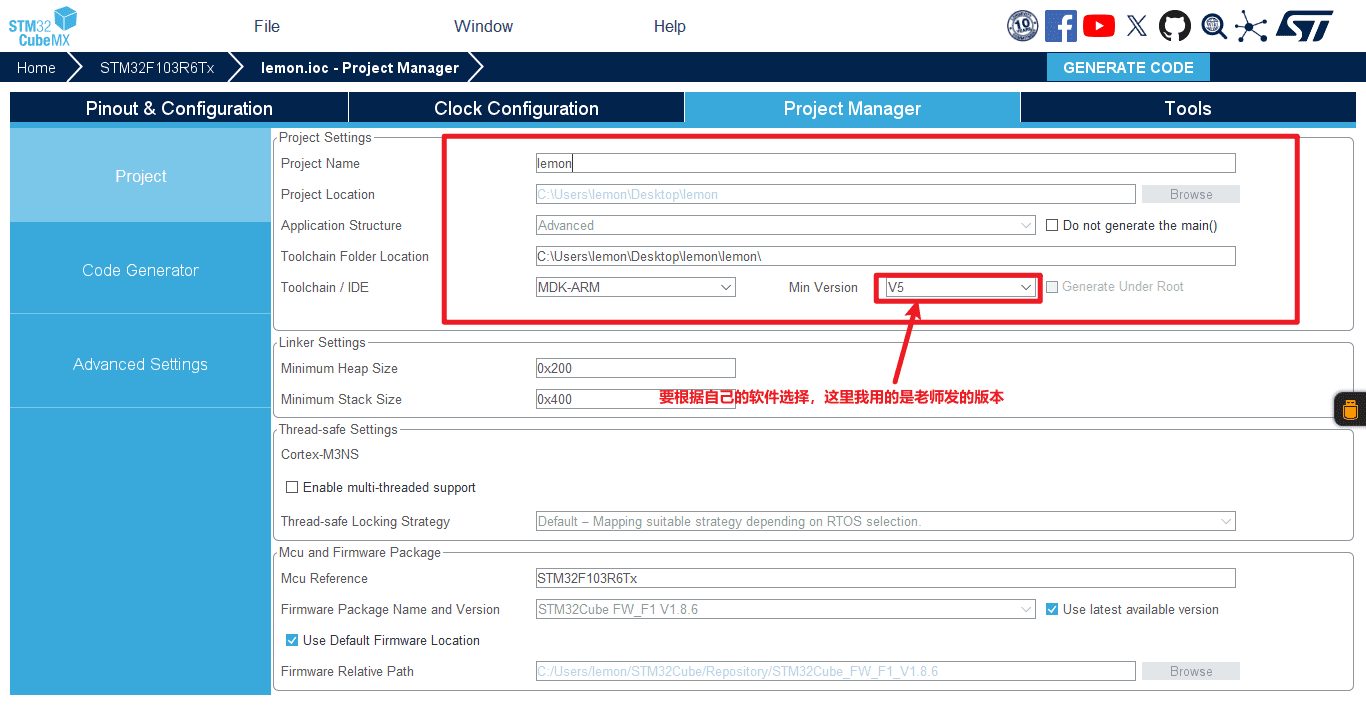 STM32
CubeMX
File
Window
Help
10
Home
STM32F103R6Tx
lemon.ioc - Project Manager
GENERATE CODE
Pinout & Configuration
Clock Configuration
Project Manager
Tools
Project
Code Generator
Advanced Settings
Project Settings
Project Name
lemon
Project Location
C:\Users\lemon\Desktop\lemon
Browse
Application Structure
Advanced
Do not generate the main()
Toolchain Folder Location
C:\Users\lemon\Desktop\lemon\lemon\
Toolchain / IDE
MDK-ARM
Min Version
V5
Generate Under Root
Linker Settings
Minimum Heap Size
0x200
Minimum Stack Size
0x400
要根据自己的软件选择，这里我用的是老师发的版本
Thread-safe Settings
Cortex-M3NS
Enable multi-threaded support
Thread-safe Locking Strategy
Default – Mapping suitable strategy depending on RTOS selection.
Mcu and Firmware Package
Mcu Reference
STM32F103R6Tx
Firmware Package Name and Version
STM32Cube FW_F1 V1.8.6
Use latest available version
Use Default Firmware Location
Firmware Relative Path
C:/Users/lemon/STM32Cube/Repository/STM32Cube_FW_F1_V1.8.6
Browse